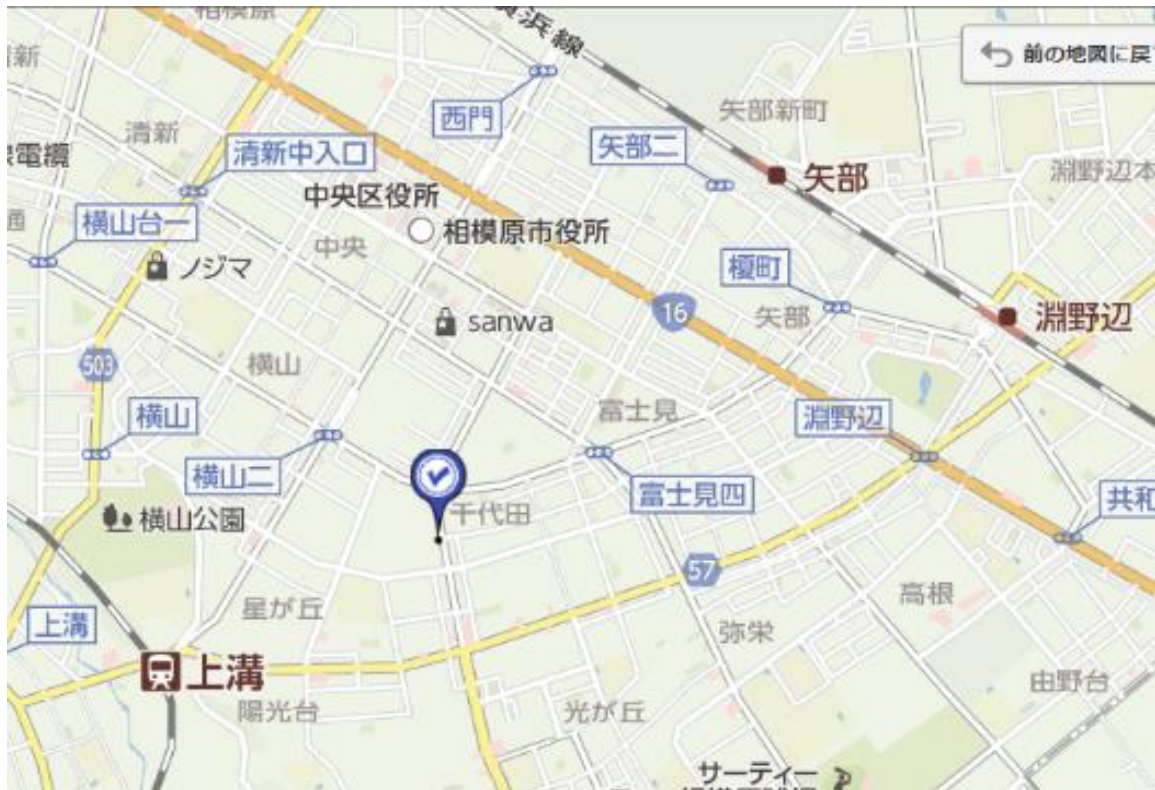 相模原
横浜線
前の地図に戻
清新
西門
矢部新町
清新
矢部二
電纜
清新中入口
淵野辺本
矢部
中央区役所
通
横山台一
中央
相模原市役所
ノジマ
榎町
16
矢部
淵野辺
sanwa
503
横山
横山
富士見
淵野辺
横山二
富士見四
共和
横山公園
千代田
57
高根
星が丘
上溝
弥栄
上溝
由野台
陽光台
光が丘
サーティー